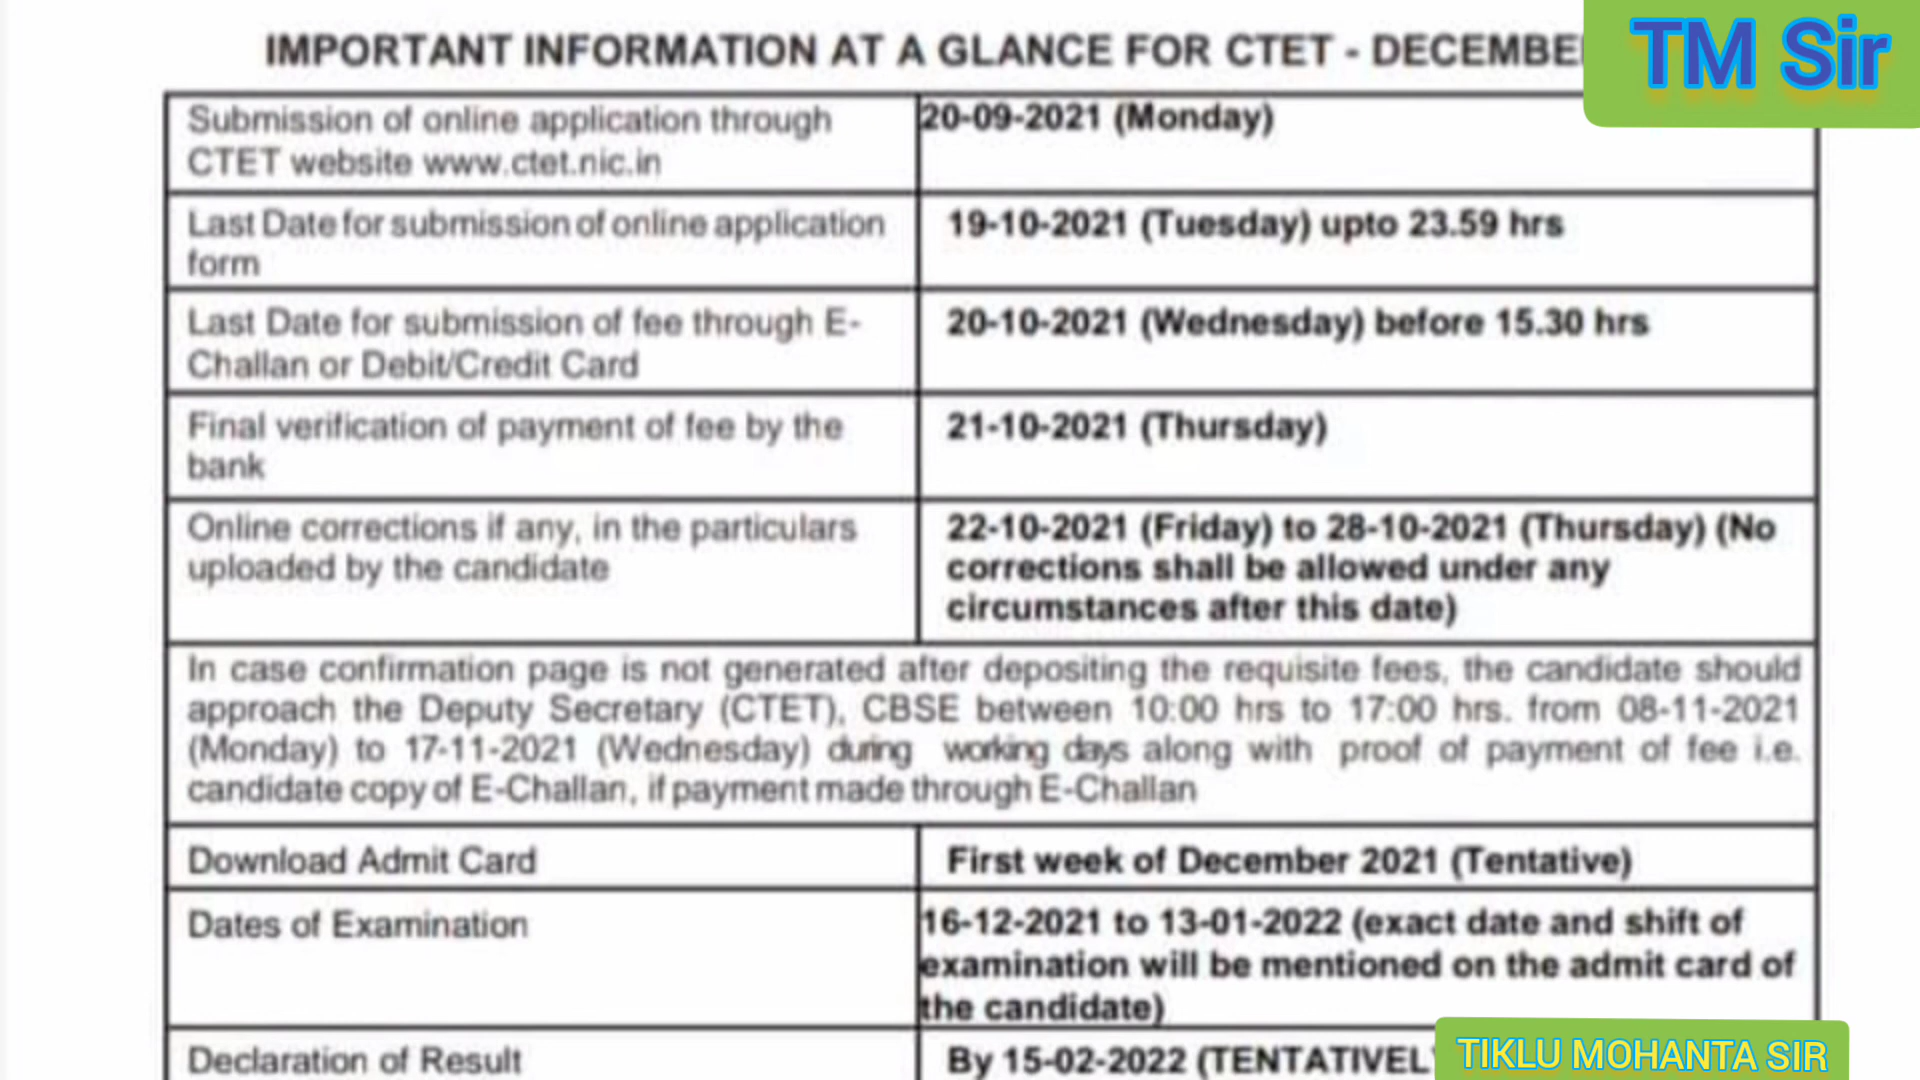 IMPORTANT INFORMATION AT A GLANCE FOR CTET - DECEMBE
TM Sir
Submission of online application through
CTET website www.ctet.nic.in
20-09-2021 (Monday)
Last Date for submission of online application
form
19-10-2021 (Tuesday) upto 23.59 hrs
Last Date for submission of fee through E-
Challan or Debit/Credit Card
20-10-2021 (Wednesday) before 15.30 hrs
Final verification of payment of fee by the
bank
21-10-2021 (Thursday)
Online corrections if any, in the particulars
uploaded by the candidate
22-10-2021 (Friday) to 28-10-2021 (Thursday) (No
corrections shall be allowed under any
circumstances after this date)
In case confirmation page is not generated after depositing the requisite fees, the candidate should
approach the Deputy Secretary (CTET), CBSE between 10:00 hrs to 17:00 hrs. from 08-11-2021
(Monday) to 17-11-2021 (Wednesday) during working days along with proof of payment of fee i.e.
candidate copy of E-Challan, if payment made through E-Challan
Download Admit Card
First week of December 2021 (Tentative)
Dates of Examination
16-12-2021 to 13-01-2022 (exact date and shift of
examination will be mentioned on the admit card of
the candidate)
Declaration of Result
By 15-02-2022 (TENTATIVEL
TIKLU MOHANTA SIR